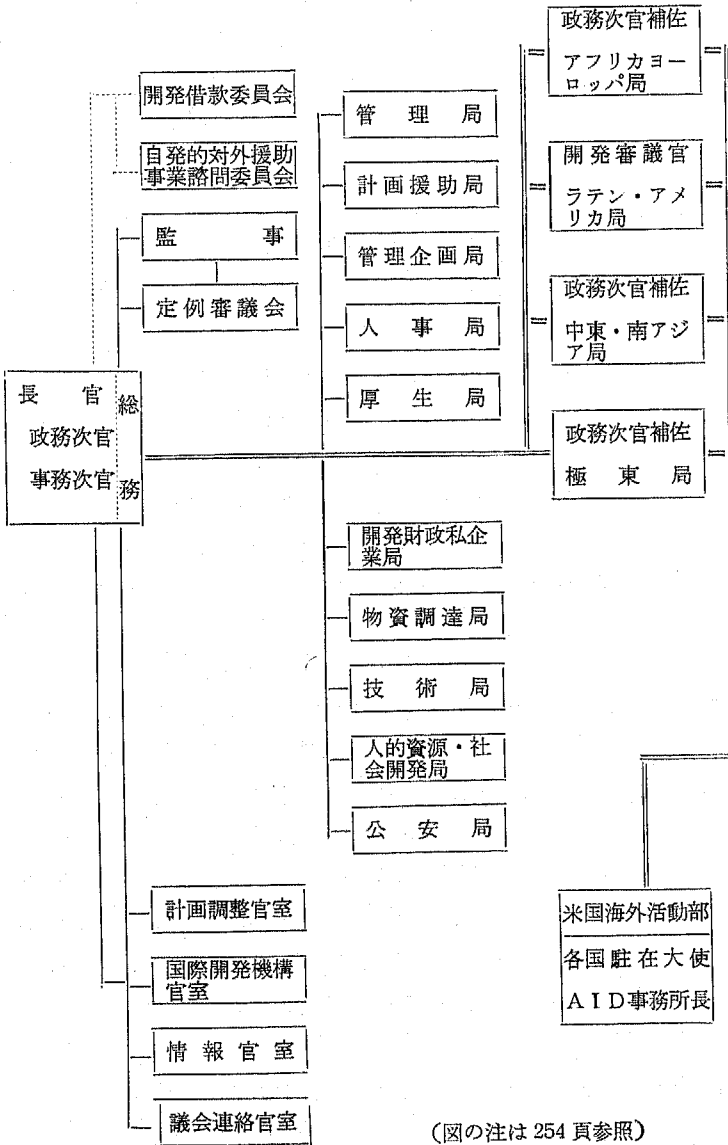 開発借款委員会
自発的対外援助
事業諮問委員会
監事
定例審議会
長官
政務次官
事務次官
総務
管理局
計画援助局
管理企画局
人事局
厚生局
開発財政私企
業局
物資調達局
技術局
人的資源・社
会開発局
公安局
計画調整官室
国際開発機構
官室
情報官室
議会連絡官室
政務次官補佐
アフリカヨー
ロッパ局
開発審議官
ラテン・アメ
リカ局
政務次官補佐
中東・南アジ
ア局
政務次官補佐
極東局
米国海外活動部
各国駐在大使
AID事務所長
(図の注は254頁参照)